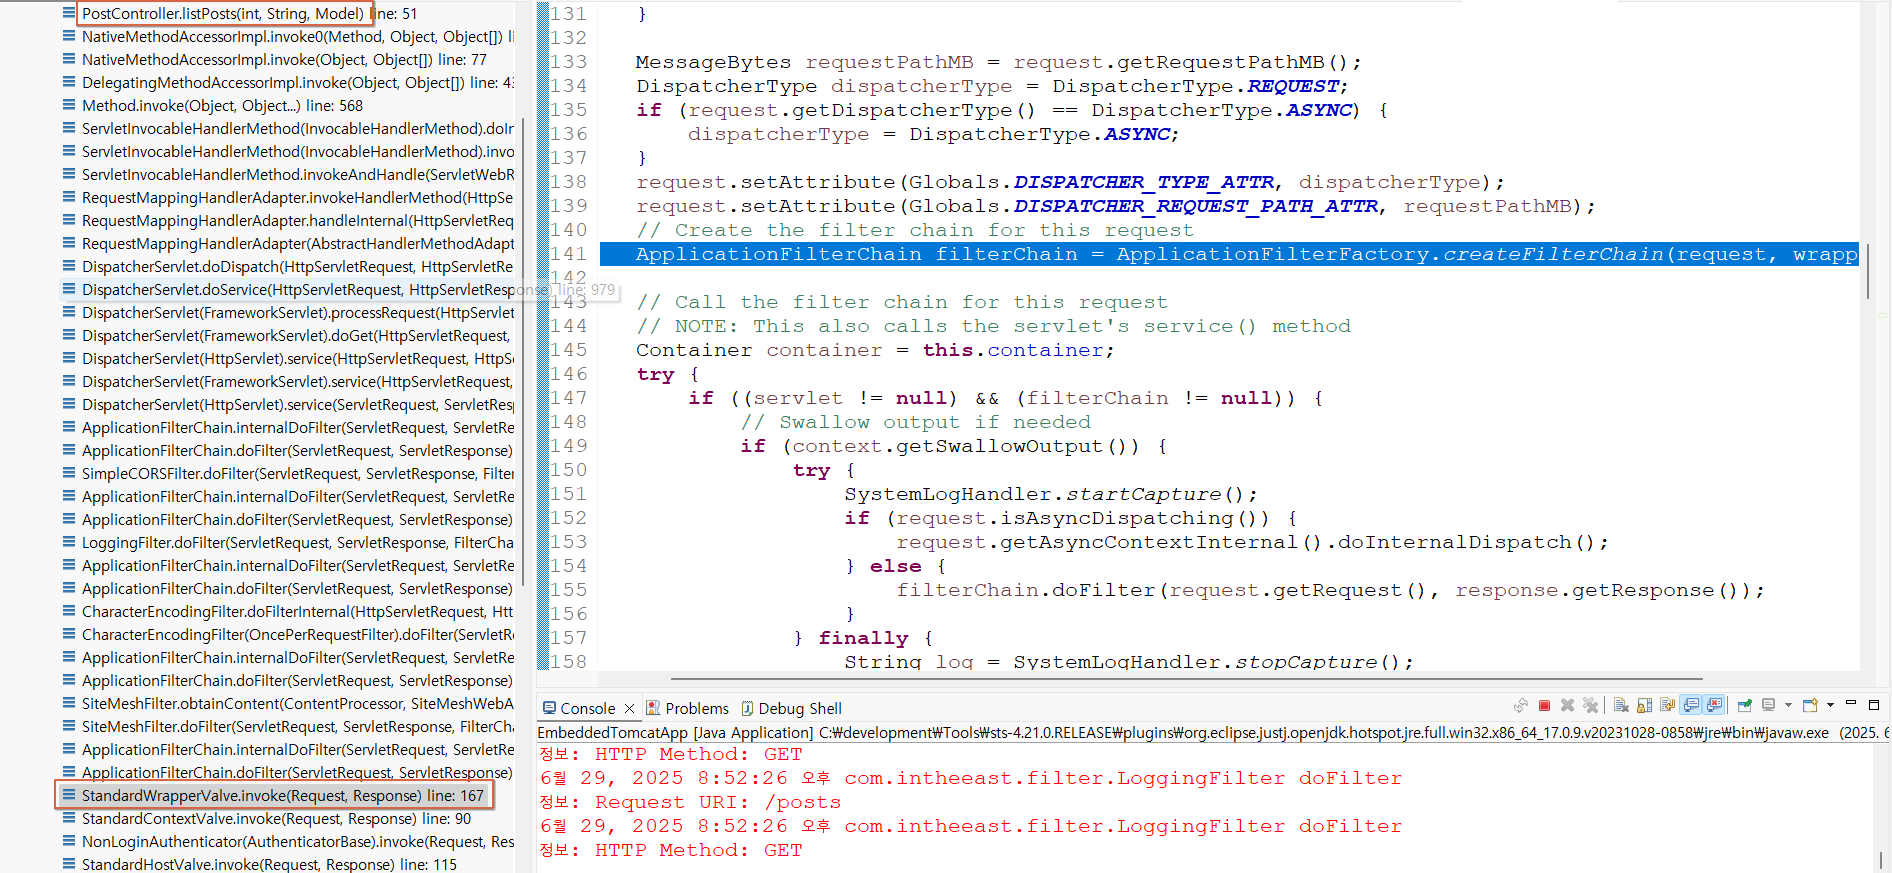 PostController.listPosts(int, String, Model) line: 51
NativeMethodAccessorImpl.invoke0(Method, Object, Object[]) li
NativeMethodAccessorImpl.invoke(Object, Object[]) line: 77
DelegatingMethodAccessorImpl.invoke(Object, Object[]) line: 43
Method.invoke(Object, Object...) line: 568
ServletInvocableHandlerMethod(InvocableHandlerMethod).doIn
ServletInvocableHandlerMethod(InvocableHandlerMethod).invo
ServletInvocableHandlerMethod.invokeAndHandle(ServletWebR
RequestMappingHandlerAdapter.invokeHandlerMethod(HttpSe
RequestMappingHandlerAdapter.handleInternal(HttpServletReq
RequestMappingHandlerAdapter(AbstractHandlerMethodAdapt
DispatcherServlet.doDispatch(HttpServletRequest, HttpServletRe
DispatcherServlet.doService(HttpServletRequest, HttpServletResponse) line: 979
DispatcherServlet(FrameworkServlet).processRequest(HttpServlet
DispatcherServlet(FrameworkServlet).doGet(HttpServletRequest,
DispatcherServlet(HttpServlet).service(HttpServletRequest, HttpS
DispatcherServlet(FrameworkServlet).service(HttpServletRequest,
DispatcherServlet(HttpServlet).service(ServletRequest, ServletResp
ApplicationFilterChain.internalDoFilter(ServletRequest, ServletRe
ApplicationFilterChain.doFilter(ServletRequest, ServletResponse)
SimpleCORSFilter.doFilter(ServletRequest, ServletResponse, Filter
ApplicationFilterChain.internalDoFilter(ServletRequest, ServletRe
ApplicationFilterChain.doFilter(ServletRequest, ServletResponse)
LoggingFilter.doFilter(ServletRequest, ServletResponse, FilterCha
ApplicationFilterChain.internalDoFilter(ServletRequest, ServletRe
ApplicationFilterChain.doFilter(ServletRequest, ServletResponse)
CharacterEncodingFilter.doFilterInternal(HttpServletRequest, Htt
CharacterEncodingFilter(OncePerRequestFilter).doFilter(ServletRe
ApplicationFilterChain.internalDoFilter(ServletRequest, ServletRe
ApplicationFilterChain.doFilter(ServletRequest, ServletResponse)
SiteMeshFilter.obtainContent(ContentProcessor, SiteMeshWebA
SiteMeshFilter.doFilter(ServletRequest, ServletResponse, FilterCh
ApplicationFilterChain.internalDoFilter(ServletRequest, ServletRe
ApplicationFilterChain.doFilter(ServletRequest, ServletResponse)
StandardWrapperValve.invoke(Request, Response) line: 167
StandardContextValve.invoke(Request, Response) line: 90
NonLoginAuthenticator(AuthenticatorBase).invoke(Request, Res
StandardHostValve.invoke(Request, Response) line: 115
131 }
132
133 MessageBytes requestPathMB = request.getRequestPathMB();
134 DispatcherType dispatcherType = DispatcherType.REQUEST;
135 if (request.getDispatcherType() == DispatcherType.ASYNC) {
136 dispatcherType = DispatcherType.ASYNC;
137 }
138 request.setAttribute(Globals.DISPATCHER_TYPE_ATTR, dispatcherType);
139 request.setAttribute(Globals.DISPATCHER_REQUEST_PATH_ATTR, requestPathMB);
140 // Create the filter chain for this request
141 ApplicationFilterChain filterChain = ApplicationFilterFactory.createFilterChain(request, wrapp
142
143 // Call the filter chain for this request
144 // NOTE: This also calls the servlet's service() method
145 Container container = this.container;
146 try {
147 if ((servlet != null) && (filterChain != null)) {
148 // Swallow output if needed
149 if (context.getSwallowOutput()) {
150 try {
151 SystemLogHandler.startCapture();
152 if (request.isAsyncDispatching()) {
153 request.getAsyncContextInternal().doInternalDispatch();
154 } else {
155 filterChain.doFilter(request.getRequest(), response.getResponse());
156 }
157 } finally {
158 String log = SystemLogHandler.stopCapture();
Console Problems Debug Shell
EmbeddedTomcatApp [Java Application] C:₩development₩Tools₩sts-4.21.0.RELEASE₩plugins₩org.eclipse.justj.openjdk.hotspot.jre.full.win32.x86_64_17.0.9.v20231028-0858₩jre₩bin₩javaw.exe (2025. 6
정보: HTTP Method: GET
6월 29, 2025 8:52:26 오후 com.intheeast.filter.LoggingFilter doFilter
정보: Request URI: /posts
6월 29, 2025 8:52:26 오후 com.intheeast.filter.LoggingFilter doFilter
정보: HTTP Method: GET